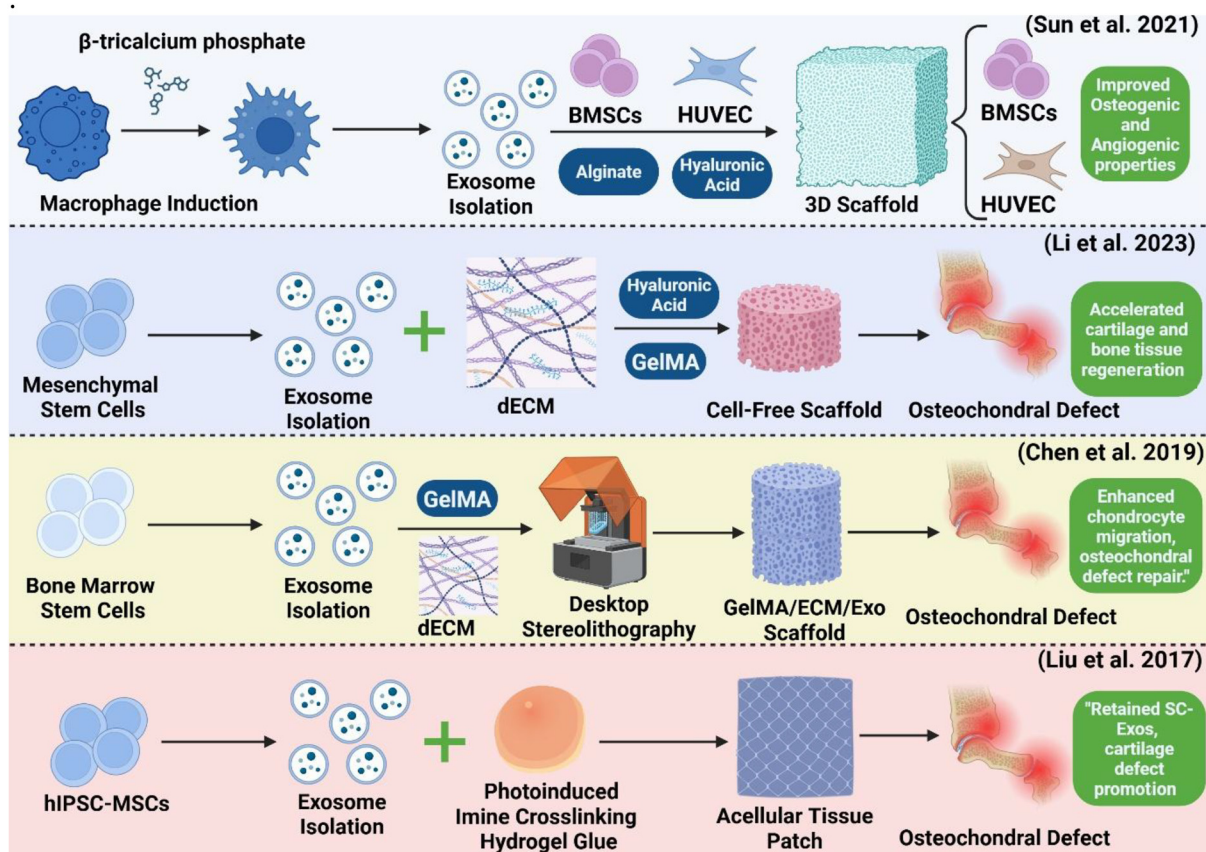 .
(Sun et al. 2021)
β-tricalcium phosphate
Macrophage Induction
Exosome
Isolation
BMSCs
HUVEC
Alginate
Hyaluronic
Acid
3D Scaffold
BMSCs
HUVEC
Improved
Osteogenic
and
Angiogenic
properties
(Li et al. 2023)
Mesenchymal
Stem Cells
Exosome
Isolation
dECM
Hyaluronic
Acid
GelMA
Cell-Free Scaffold
Osteochondral Defect
Accelerated
cartilage and
bone tissue
regeneration
(Chen et al. 2019)
Bone Marrow
Stem Cells
Exosome
Isolation
GelMA
dECM
Desktop
Stereolithography
GelMA/ECM/Exo
Scaffold
Osteochondral Defect
Enhanced
chondrocyte
migration,
osteochondral
defect repair."
(Liu et al. 2017)
hIPSC-MSCs
Exosome
Isolation
Photoinduced
Imine Crosslinking
Hydrogel Glue
Acellular Tissue
Patch
Osteochondral Defect
"Retained SC-
Exos,
cartilage
defect
promotion